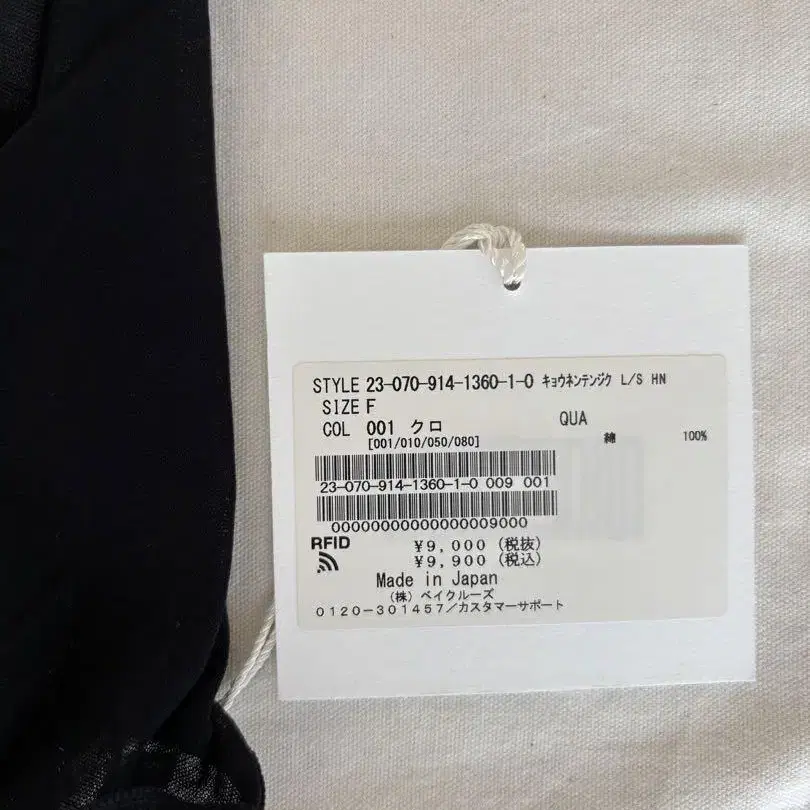 STYLE 23-070-914-1360-1-0 ｷｮｳﾈﾝﾃﾝｼﾞｸ L/S HN
SIZE F
COL 001 クロ
[001/010/050/080]
QUA
綿 100%
23-070-914-1360-1-0 009 001
00000000000000009000
RFID
¥9,000 (税抜)
¥9,900 (税込)
Made in Japan
(株) ベイクルーズ
0120-301457/カスタマーサポート